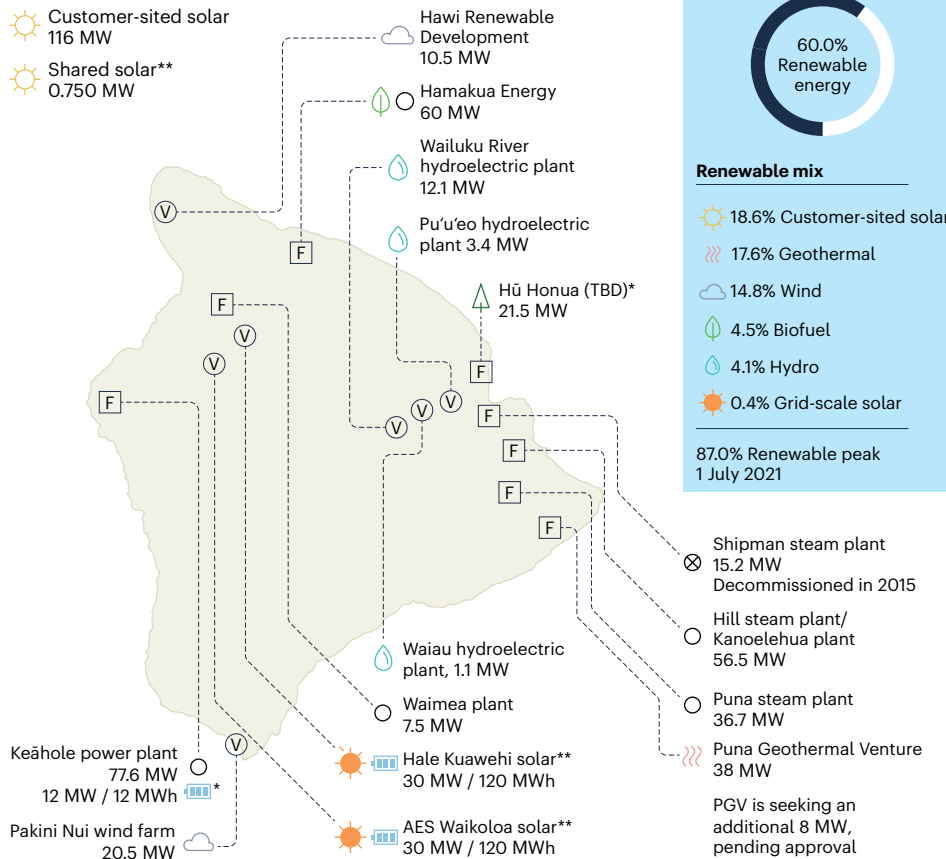 Customer-sited solar
116 MW
Shared solar**
0.750 MW
Hawi Renewable
Development
10.5 MW
Hamakua Energy
60 MW
Wailuku River
hydroelectric plant
12.1 MW
Pu‘u‘eo hydroelectric
plant 3.4 MW
Hū Honua (TBD)*
21.5 MW
V
F
F
V
V
F
F
V
V
V
F
F
F
F
V
60.0%
Renewable
energy
Renewable mix
18.6% Customer-sited solar
17.6% Geothermal
14.8% Wind
4.5% Biofuel
4.1% Hydro
0.4% Grid-scale solar
87.0% Renewable peak
1 July 2021
Shipman steam plant
15.2 MW
Decommissioned in 2015
Hill steam plant/
Kanoelehua plant
56.5 MW
Puna steam plant
36.7 MW
Puna Geothermal Venture
38 MW
PGV is seeking an
additional 8 MW,
pending approval
Waiau hydroelectric
plant, 1.1 MW
Waimea plant
7.5 MW
Hale Kuawehi solar**
30 MW / 120 MWh
AES Waikoloa solar**
30 MW / 120 MWh
Keāhole power plant
77.6 MW
12 MW / 12 MWh *
Pakini Nui wind farm
20.5 MW